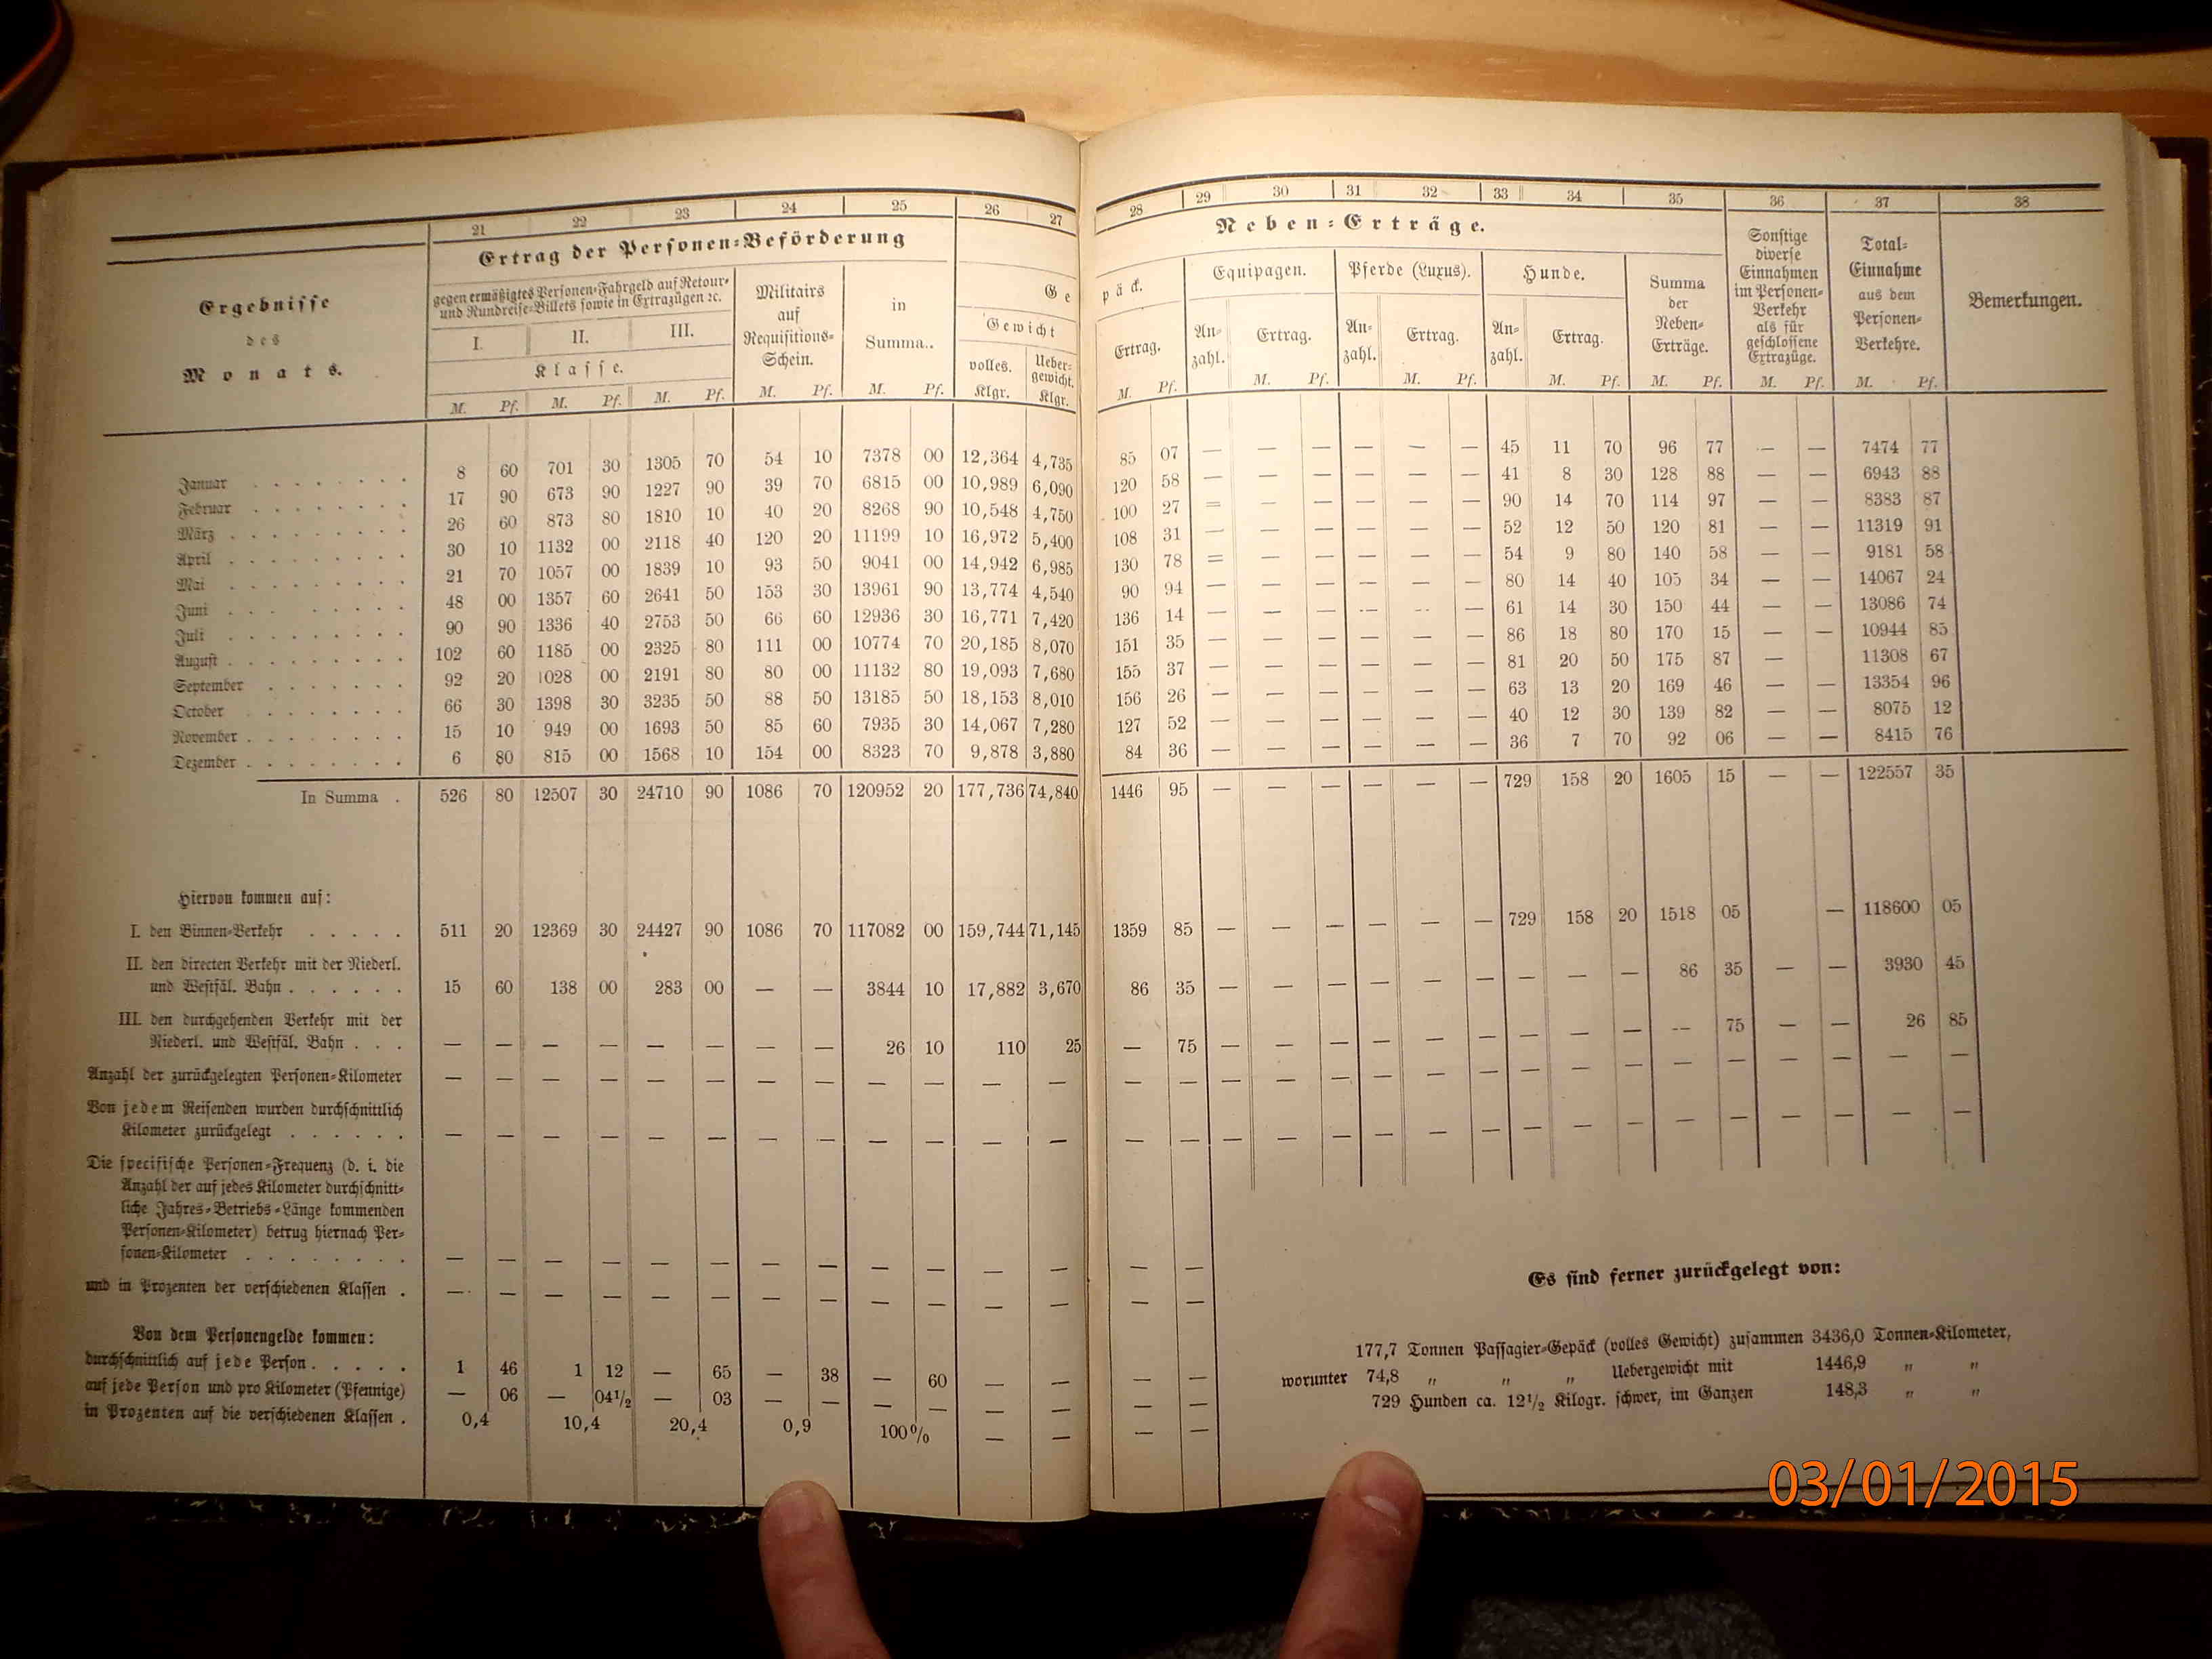 21 22 23 24 25 26 27 28 29 30 31 32 33 34 35 36 37 38
Ergebnisse
des
Monats.
Ertrag der Personen-Beförderung
gegen ermäßigtes Personen-Fahrgeld auf Retour-
und Rundreise-Billets sowie in Extrazügen ꝛc.
I. II. III.
Klasse.
Militairs
auf
Requisitions-
Schein.
in
Summa..
Ge
Gewicht
volles. Ueber-
gewicht.
Klgr. Klgr.
M. Pf. M. Pf. M. Pf. M. Pf. M. Pf.
Neben-Erträge.
päck.
Ertrag.
M. Pf.
Equipagen.
An-
zahl.
Ertrag.
M. Pf.
Pferde (Luxus).
An-
zahl.
Ertrag.
M. Pf.
Hunde.
An-
zahl.
Ertrag.
M. Pf.
Summa
der
Neben-
Erträge.
M. Pf.
Sonstige
diverse
Einnahmen
im Personen-
Verkehr
als für
geschlossene
Extrazüge.
M. Pf.
Total-
Einnahme
aus dem
Personen-
Verkehre.
M. Pf.
Bemerkungen.
Januar . . . . . . . . 8 60 701 30 1305 70 54 10 7378 00 12,364 4,735 85 07 — — — — — — 45 11 70 96 77 — — 7474 77
Februar . . . . . . . . 17 90 673 90 1227 90 39 70 6815 00 10,989 6,090 120 58 — — — — — — 41 8 30 128 88 — — 6943 88
März . . . . . . . . . 26 60 873 80 1810 10 40 20 8268 90 10,548 4,750 100 27 — — — — — — 90 14 70 114 97 — — 8383 87
April . . . . . . . . . 30 10 1132 00 2118 40 120 20 11199 10 16,972 5,400 108 31 — — — — — — 52 12 50 120 81 — — 11319 91
Mai . . . . . . . . . 21 70 1057 00 1839 10 93 50 9041 00 14,942 6,985 130 78 — — — — — — 54 9 80 140 58 — — 9181 58
Juni . . . . . . . . 48 00 1357 60 2641 50 153 30 13961 90 13,774 4,540 90 94 — — — — — — 80 14 40 105 34 — — 14067 24
Juli . . . . . . . . . 90 90 1336 40 2753 50 66 60 12936 30 16,771 7,420 136 14 — — — — — — 61 14 30 150 44 — — 13086 74
August . . . . . . . . . 102 60 1185 00 2325 80 111 00 10774 70 20,185 8,070 151 35 — — — — — — 86 18 80 170 15 — — 10944 85
September . . . . . . . 92 20 1028 00 2191 80 80 00 11132 80 19,093 7,680 155 37 — — — — — — 81 20 50 175 87 — 11308 67
October . . . . . . . . 66 30 1398 30 3235 50 88 50 13185 50 18,153 8,010 156 26 — — — — — — 63 13 20 169 46 — — 13354 96
November . . . . . . . . 15 10 949 00 1693 50 85 60 7935 30 14,067 7,280 127 52 — — — — — — 40 12 30 139 82 — — 8075 12
Dezember . . . . . . . . 6 80 815 00 1568 10 154 00 8323 70 9,878 3,880 84 36 — — — — — — 36 7 70 92 06 — — 8415 76
In Summa . 526 80 12507 30 24710 90 1086 70 120952 20 177,736 74,840 1446 95 — — — — — — 729 158 20 1605 15 — — 122557 35
Hiervon kommen auf:
I. den Binnen-Verkehr . . . . . 511 20 12369 30 24427 90 1086 70 117082 00 159,744 71,145 1359 85 — — — — — — 729 158 20 1518 05 — 118600 05
II. den directen Verkehr mit der Niederl.
und Westfäl. Bahn . . . . . . 15 60 138 00 283 00 — — 3844 10 17,882 3,670 86 35 — — — — — — — — — 86 35 — — 3930 45
III. den durchgehenden Verkehr mit der
Niederl. und Westfäl. Bahn . . . — — — — — — — — 26 10 110 25 — 75 — — — — — — — — — — 75 — — 26 85
Anzahl der zurückgelegten Personen-Kilometer — — — — — — — — — — — — — — — — — — — — — — — — — — — — —
Von jedem Reisenden wurden durchschnittlich
Kilometer zurückgelegt . . . . . . — — — — — — — — — — — — — — — — — — — — — — — — — — — — —
Die specifische Personen-Frequenz (d. i. die
Anzahl der auf jedes Kilometer durchschnitt-
liche Jahres-Betriebs-Länge kommenden
Personen-Kilometer) betrug hiernach Per-
sonen-Kilometer . . . . . . . . — — — — — — — — — — — — — —
und in Prozenten der verschiedenen Klassen . — — — — — — — — — — — — — —
Von dem Personengelde kommen:
durchschnittlich auf jede Person . . . . . 1 46 1 12 — 65 — 38 — 60 — — — —
auf jede Person und pro Kilometer (Pfennige) — 06 — 04½ — 03 — — — — — — — —
in Prozenten auf die verschiedenen Klassen . 0,4 10,4 20,4 0,9 100% — — — —
Es sind ferner zurückgelegt von:
177,7 Tonnen Passagier-Gepäck (volles Gewicht) zusammen 3436,0 Tonnen-Kilometer,
worunter 74,8 „ „ „ Uebergewicht mit 1446,9 „ „
729 Hunden ca. 12½ Kilogr. schwer, im Ganzen 148,3 „ „
03/01/2015